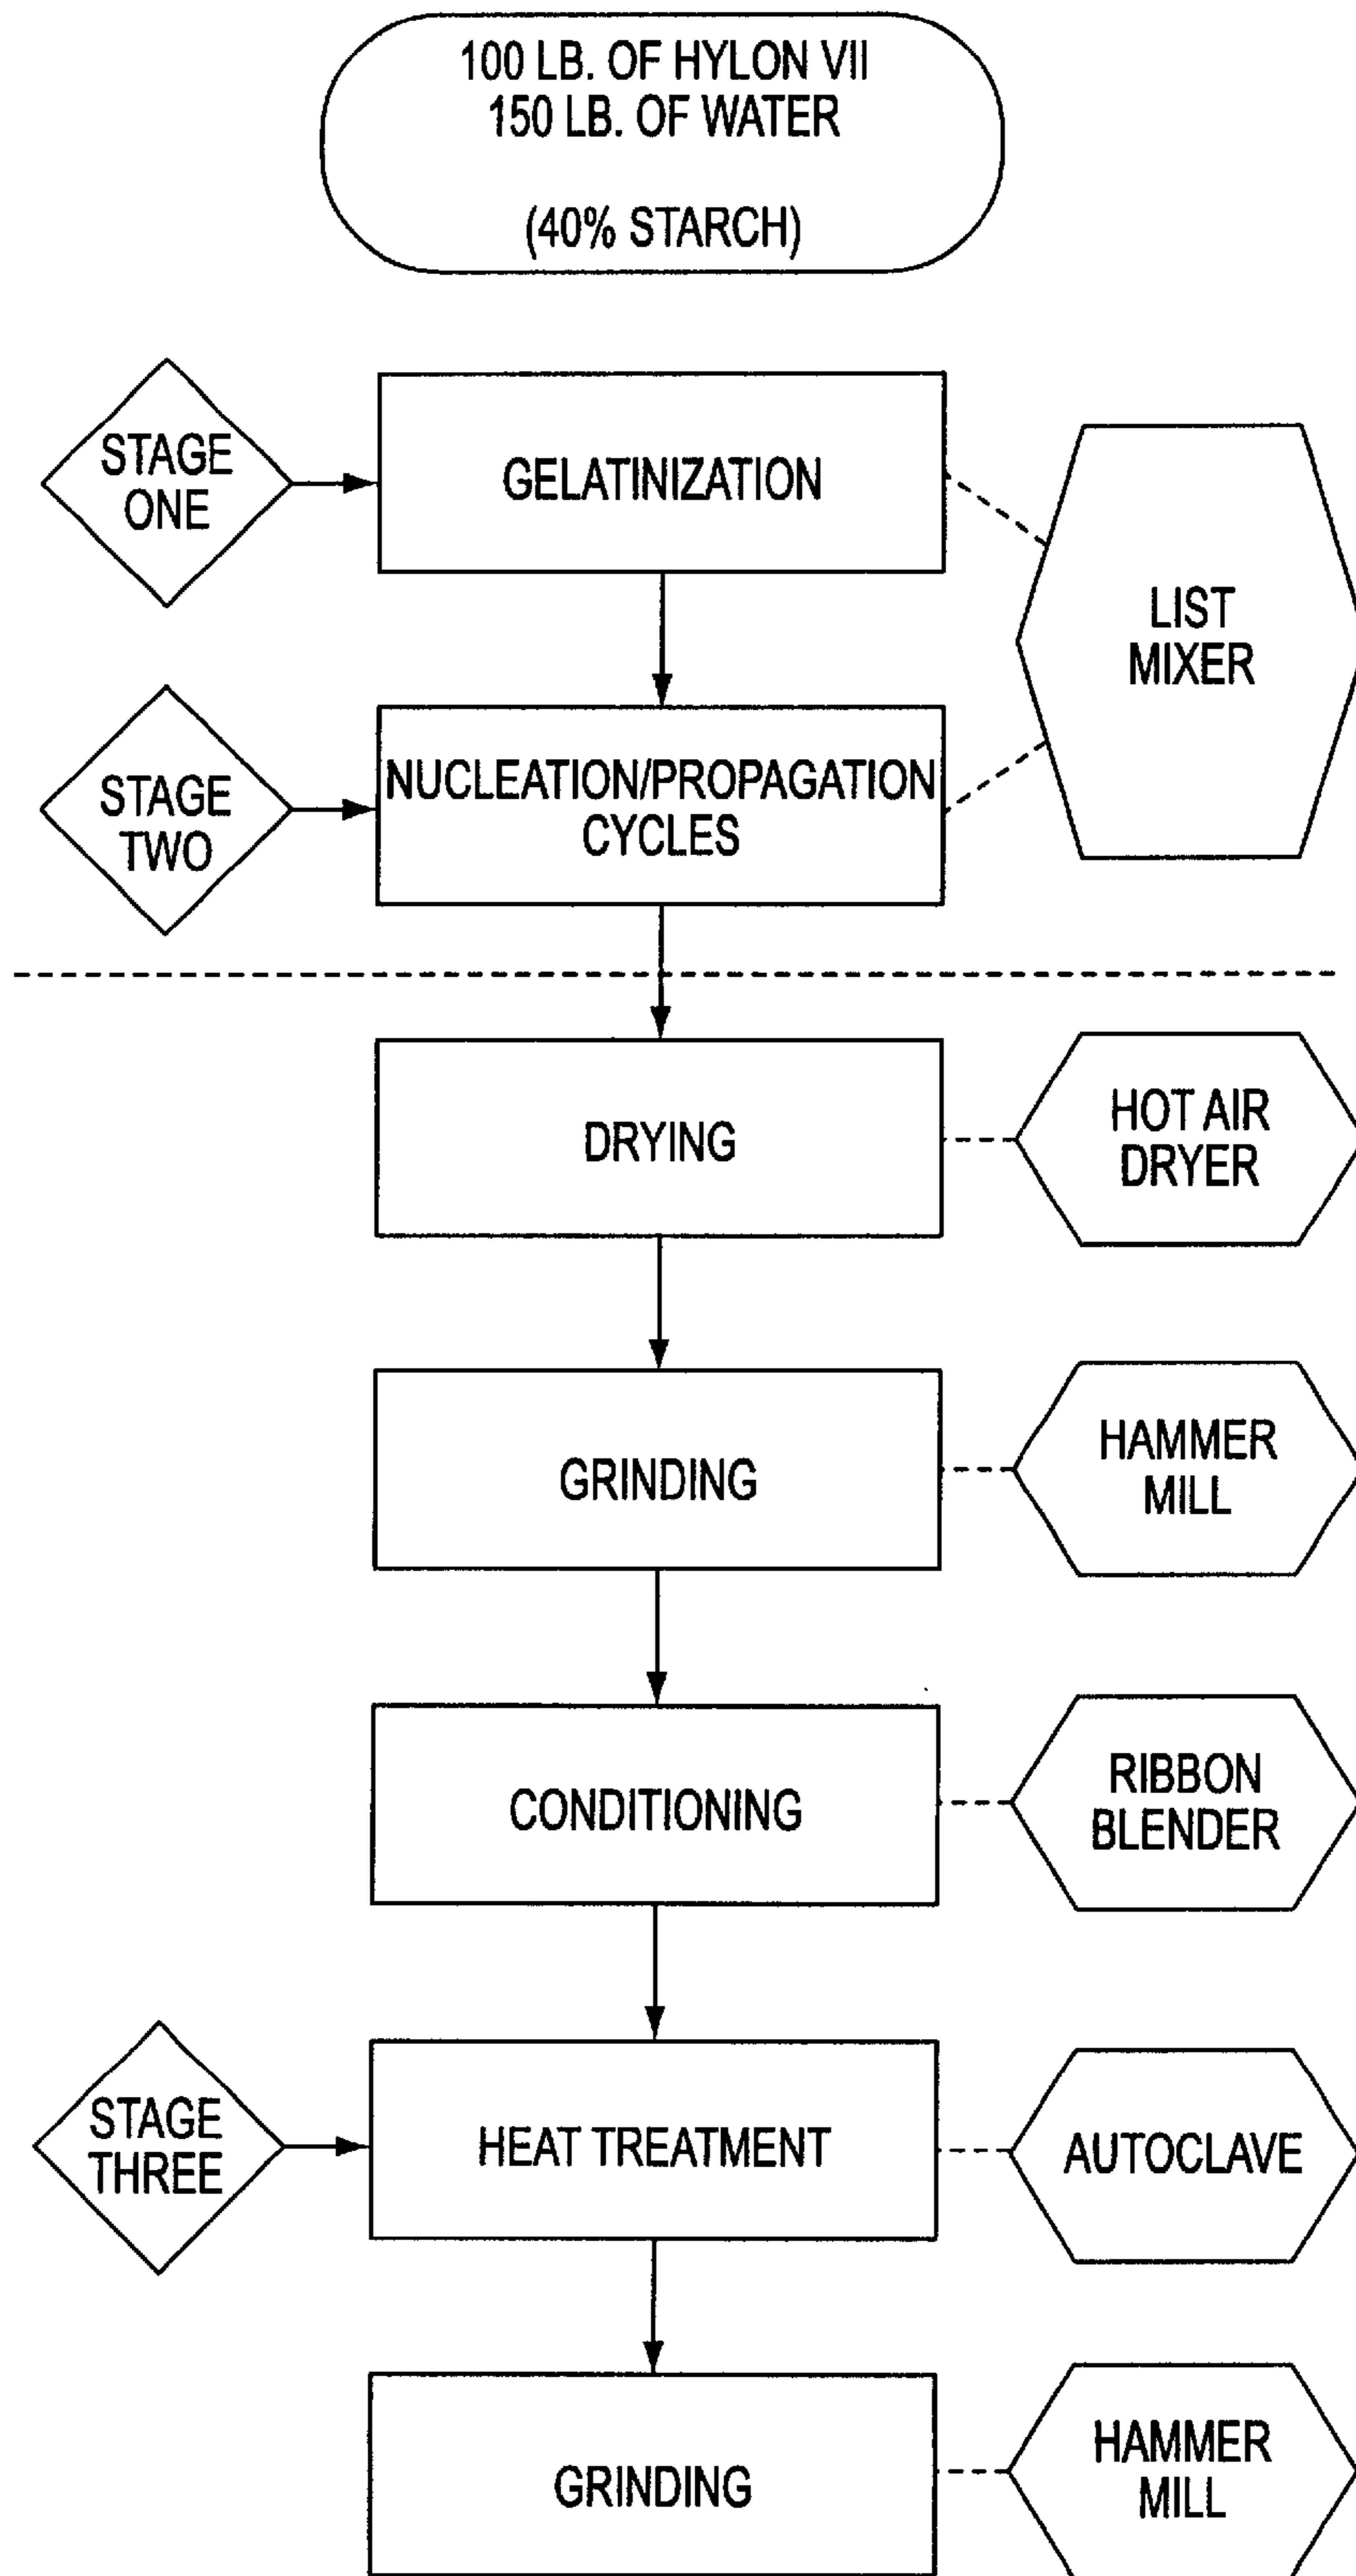 100 LB. OF HYLON VII
150 LB. OF WATER
(40% STARCH)
STAGE
ONE
GELATINIZATION
LIST
MIXER
STAGE
TWO
NUCLEATION/PROPAGATION
CYCLES
DRYING
HOT AIR
DRYER
GRINDING
HAMMER
MILL
CONDITIONING
RIBBON
BLENDER
STAGE
THREE
HEAT TREATMENT
AUTOCLAVE
GRINDING
HAMMER
MILL